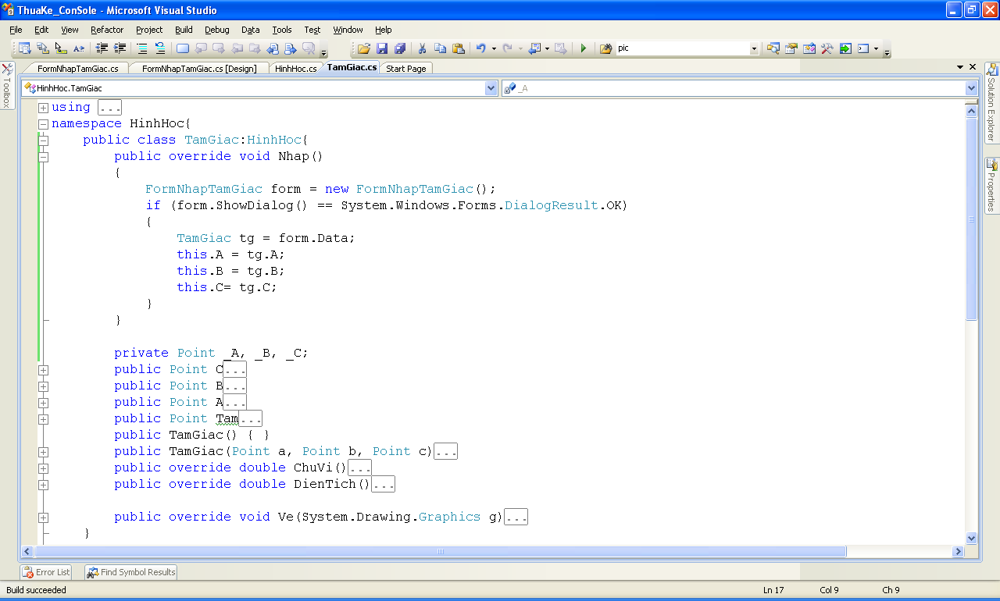 ThuaKe_ConSole - Microsoft Visual Studio
File Edit View Refactor Project Build Debug Data Tools Test Window Help
pic
FormNhapTamGiac.cs FormNhapTamGiac.cs [Design] HinhHoc.cs TamGiac.cs Start Page
Toolbox
HinhHoc.TamGiac _A
Solution Explorer
Properties
using ...
namespace HinhHoc{
public class TamGiac:HinhHoc{
public override void Nhap()
{
FormNhapTamGiac form = new FormNhapTamGiac();
if (form.ShowDialog() == System.Windows.Forms.DialogResult.OK)
{
TamGiac tg = form.Data;
this.A = tg.A;
this.B = tg.B;
this.C= tg.C;
}
}
private Point _A, _B, _C;
public Point C...
public Point B...
public Point A...
public Point Tam...
public TamGiac() { }
public TamGiac(Point a, Point b, Point c)...
public override double ChuVi()...
public override double DienTich()...
public override void Ve(System.Drawing.Graphics g)...
}
Error List Find Symbol Results
Build succeeded Ln 17 Col 9 Ch 9